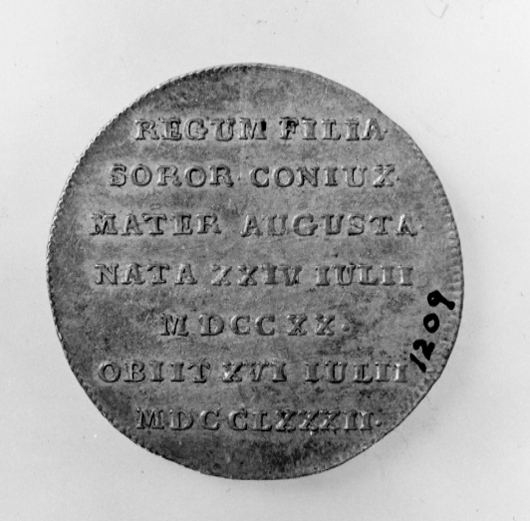 REGUM FILIA
SOROR CONIUX
MATER AUGUSTA
NATA XXIV IULII
MDCCXX.
OBIIT XVI IULII
MDCCLXXXII.
1209